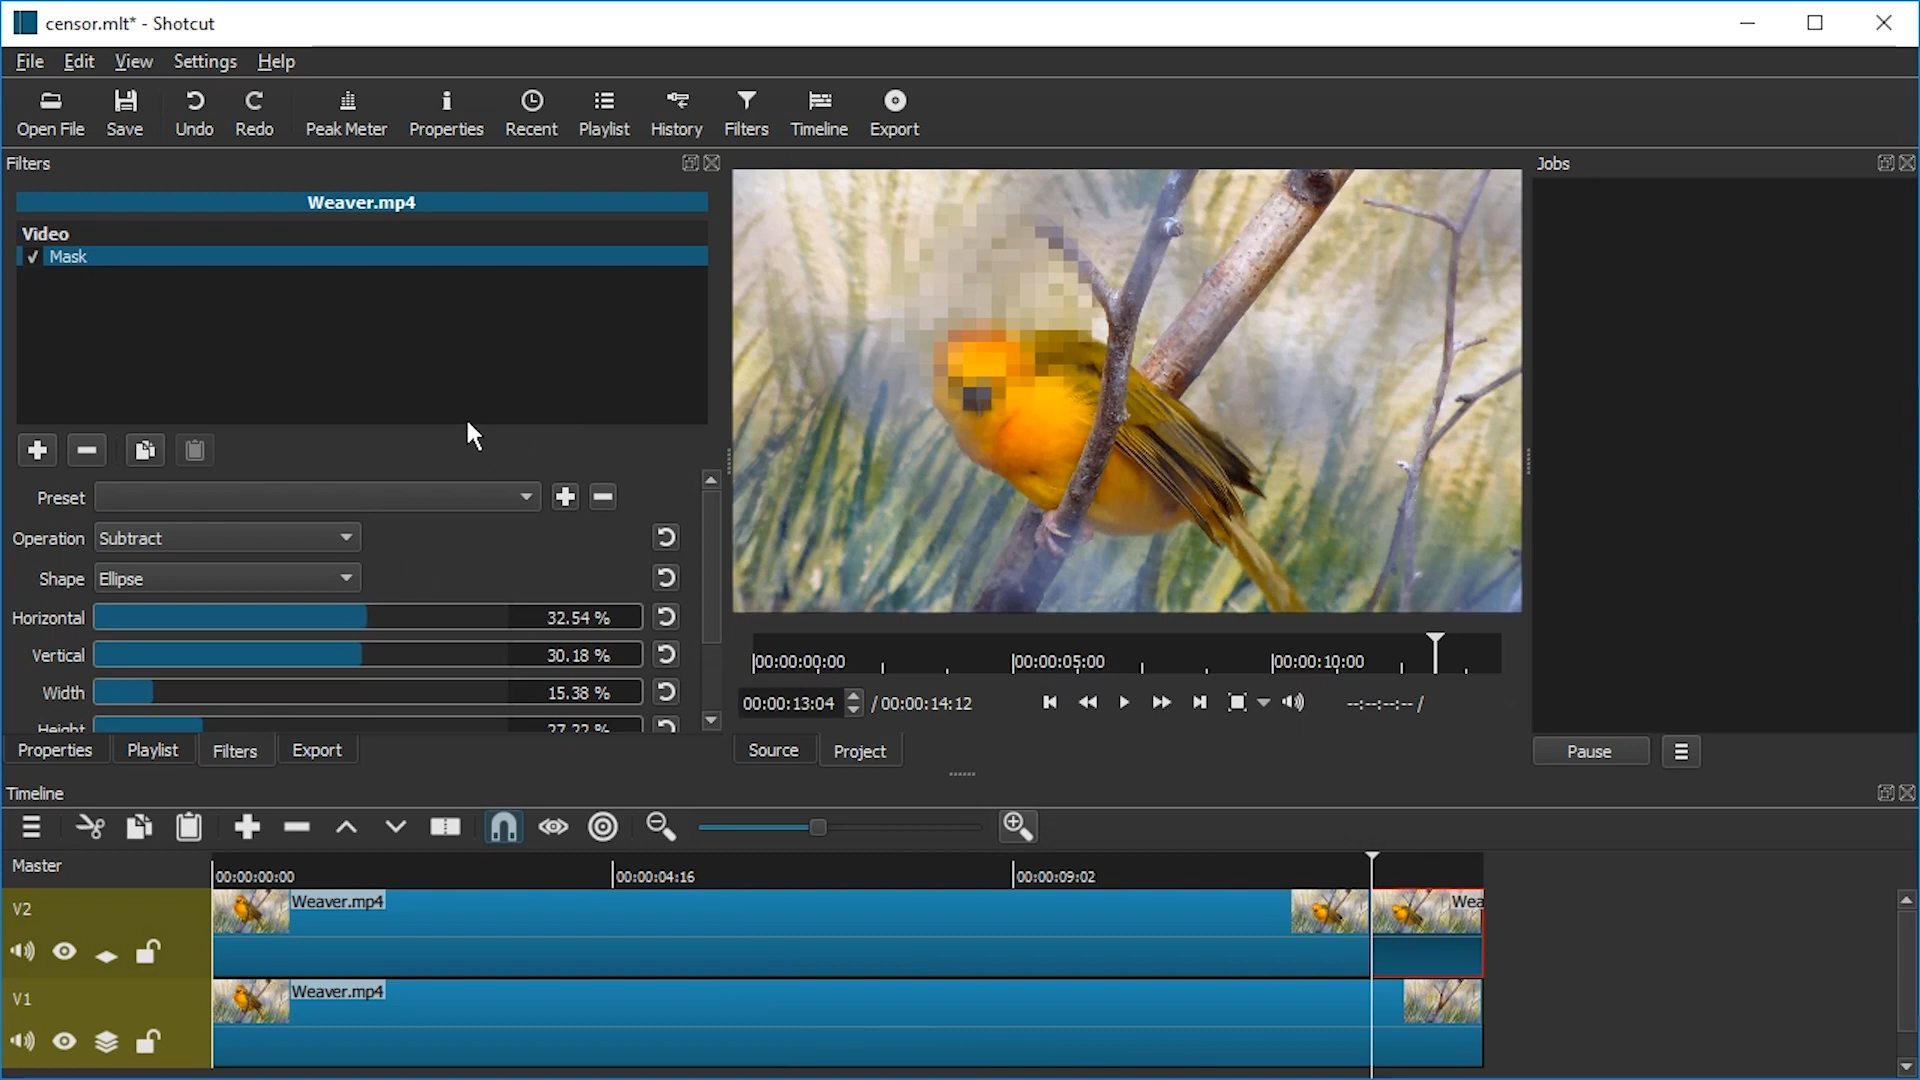 censor.mlt* - Shotcut
File Edit View Settings Help
Open File Save Undo Redo Peak Meter Properties Recent Playlist History Filters Timeline Export
Filters
Jobs
Weaver.mp4
Video
Mask
Preset
Operation Subtract
Shape Ellipse
Horizontal 32.54 %
Vertical 30.18 %
Width 15.38 %
Height 27.22 %
00:00:00:00 00:00:05:00 00:00:10:00
00:00:13:04 / 00:00:14:12 --:--:--:-- /
Properties Playlist Filters Export
Source Project
Pause
Timeline
Master
00:00:00:00 00:00:04:16 00:00:09:02
V2
Weaver.mp4
Wea
V1
Weaver.mp4